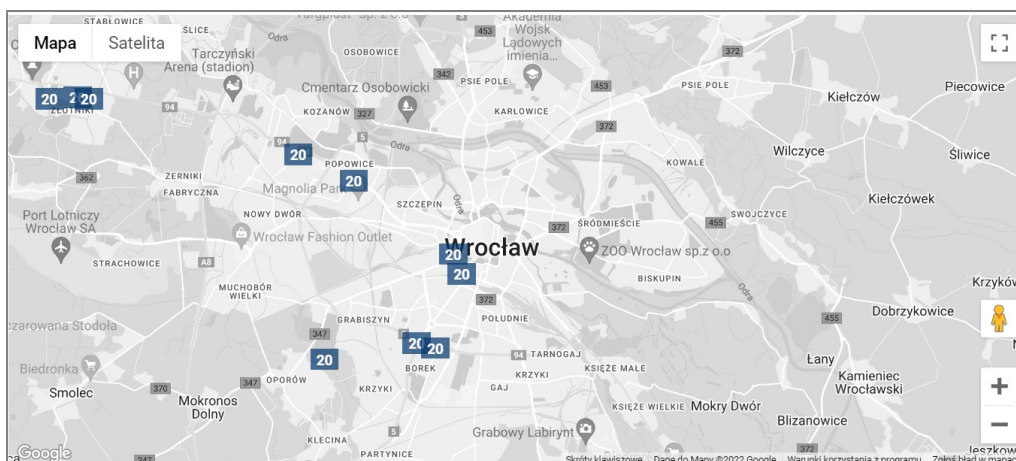 STABŁOWICE
Mapa
Satelita
Odra
Tarczyński
Arena (stadion)
OSOBOWICE
Akademia
Wojsk
Lądowych
imienia...
453
372
342
PSIE POLE
453
PSIE POLE
Piecowice
Kiełczów
Cmentarz Osobowicki
20
20
ZŁOTNIKI
94
KOZANÓW
327
KARŁOWICE
372
5
94
Odra
20
POPOWICE
KOWALE
Wilczyce
Śliwice
362
ŻERNIKI
FABRYCZNA
20
SZCZEPIN
Odra
Kiełczówek
Port Lotniczy
Wrocław SA
NOWY DWÓR
ŚRÓDMIEŚCIE
372
SWOJCZYCE
455
Wrocław Fashion Outlet
Wrocław
ZOO Wrocław sp.z o.o
STRACHOWICE
A8
20
20
BISKUPIN
Odra
MUCHOBÓR
WIELKI
372
Dobrzykowice
GRABISZYN
POŁUDNIE
455
347
20
20
20
BOREK
94
TARNOGAJ
Łany
Biedronka
Smolec
370
347
OPORÓW
KRZYKI
KRZYKI
GAJ
KSIĘŻE MAŁE
Kamieniec
Wrocławski
Mokronos
Dolny
KSIĘŻE WIELKIE
Mokry Dwór
Blizanowice
KLECINA
5
Grabowy Labirynt
372
PARTYNICE
Google
347
Skróty klawiszowe
Dane do Mapy ©2022 Google
Warunki korzystania z programu